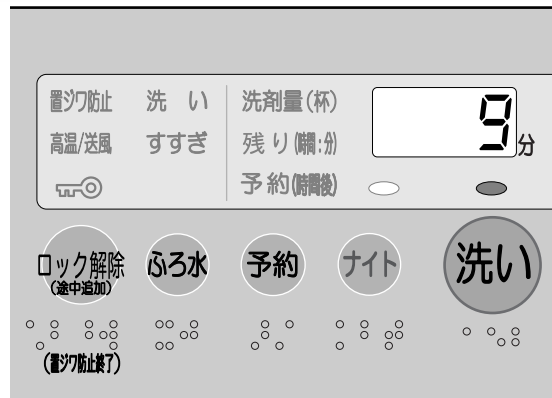 置ジワ防止 洗い 洗剤量(杯)
高温/送風 すすぎ 残り(時間:分) 9分
予約(時間後)
ロック解除 ふろ水 予約 ナイト 洗い
(途中追加)
(置ジワ防止終了)